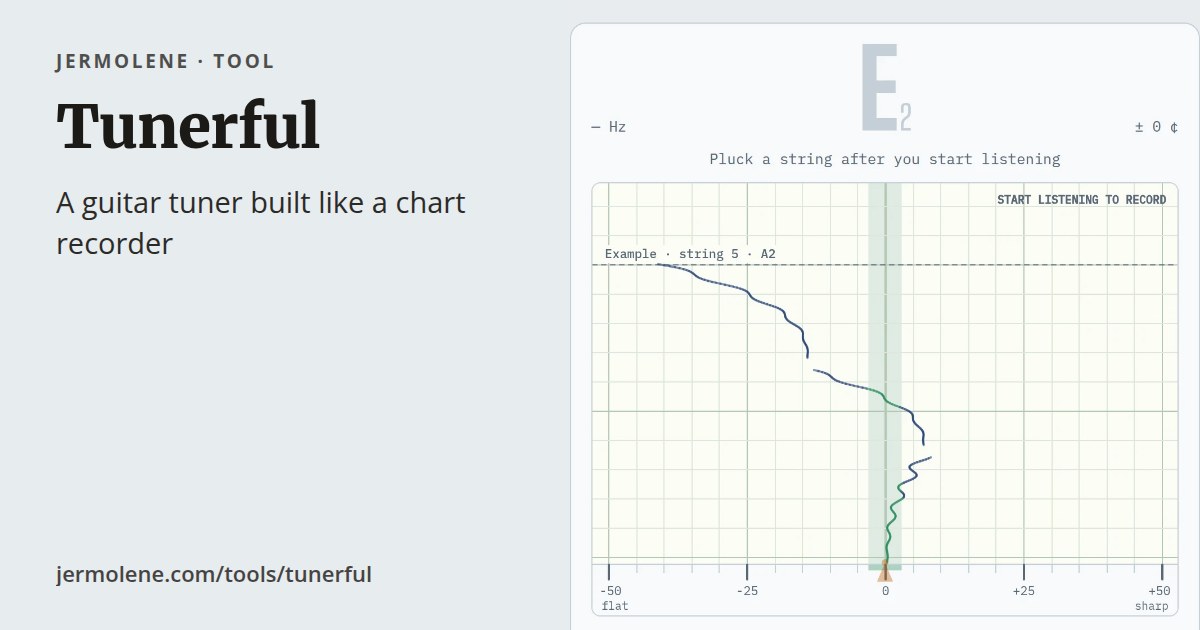 JERMOLENE · TOOL
Tunerful
A guitar tuner built like a chart
recorder
jermolene.com/tools/tunerful
E2
— Hz
± 0 ¢
Pluck a string after you start listening
START LISTENING TO RECORD
Example · string 5 · A2
-50
-25
0
+25
+50
flat
sharp